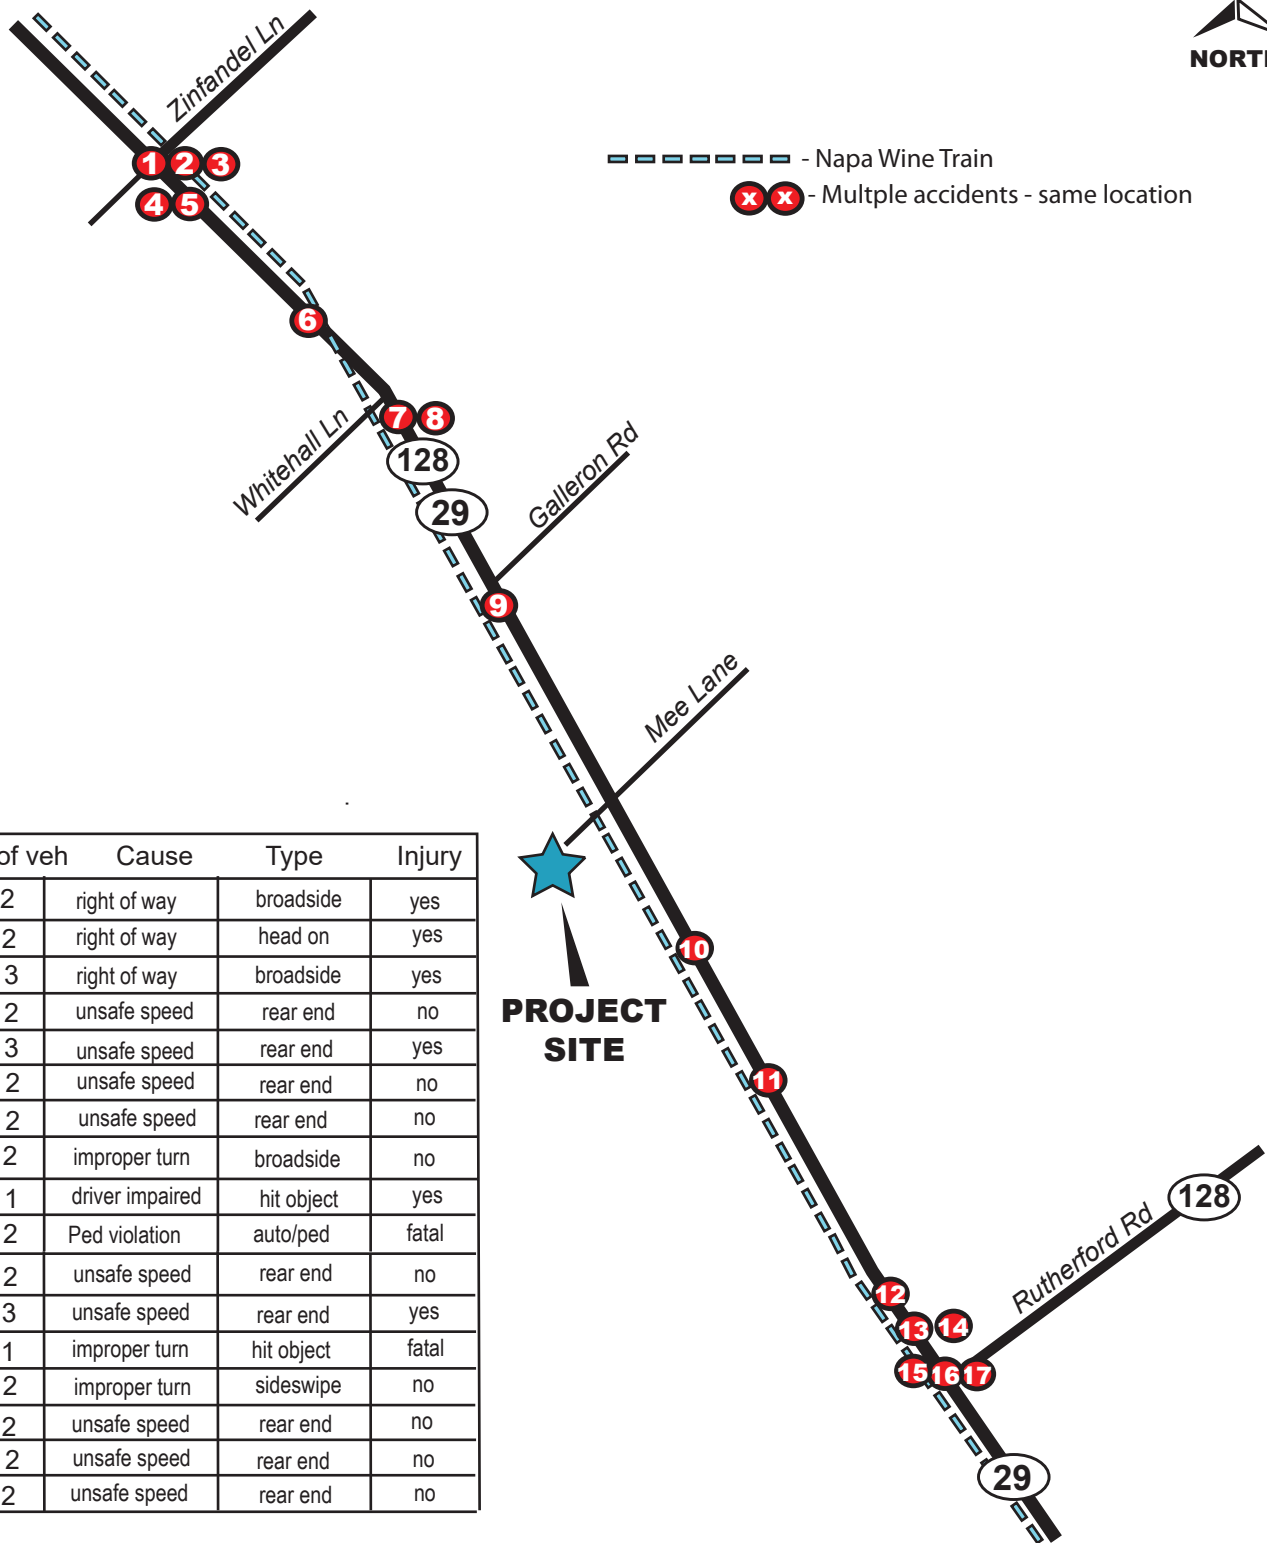 NORTH
Zinfandel Ln
- Napa Wine Train
x x - Multple accidents - same location
1 2 3
4 5
6
7 8
Whitehall Ln
128
29
Galleron Rd
9
Mee Lane
10
PROJECT
SITE
11
128
Rutherford Rd
12
13 14
15 16 17
29
of veh Cause Type Injury
2 right of way broadside yes
2 right of way head on yes
3 right of way broadside yes
2 unsafe speed rear end no
3 unsafe speed rear end yes
2 unsafe speed rear end no
2 unsafe speed rear end no
2 improper turn broadside no
1 driver impaired hit object yes
2 Ped violation auto/ped fatal
2 unsafe speed rear end no
3 unsafe speed rear end yes
1 improper turn hit object fatal
2 improper turn sideswipe no
2 unsafe speed rear end no
2 unsafe speed rear end no
2 unsafe speed rear end no